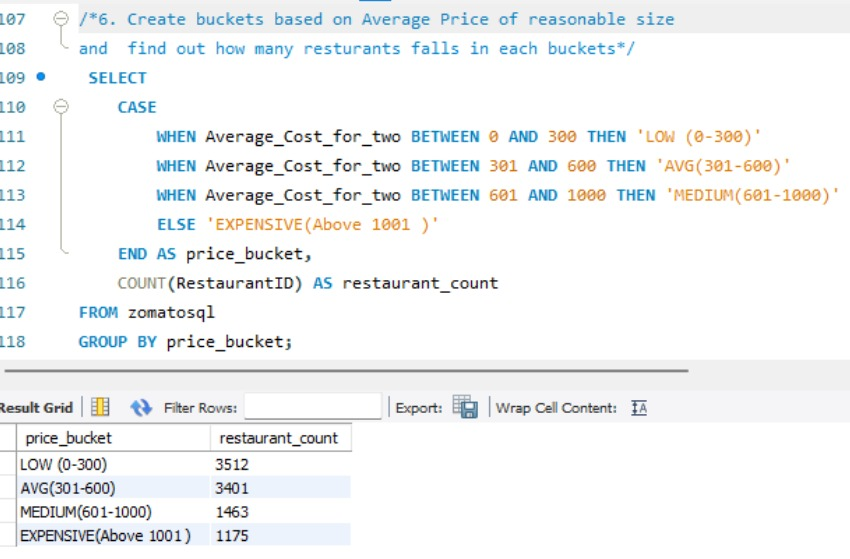 107 /*6. Create buckets based on Average Price of reasonable size
108 and  find out how many resturants falls in each buckets*/
109 SELECT
110 CASE
111 WHEN Average_Cost_for_two BETWEEN 0 AND 300 THEN 'LOW (0-300)'
112 WHEN Average_Cost_for_two BETWEEN 301 AND 600 THEN 'AVG(301-600)'
113 WHEN Average_Cost_for_two BETWEEN 601 AND 1000 THEN 'MEDIUM(601-1000)'
114 ELSE 'EXPENSIVE(Above 1001 )'
115 END AS price_bucket,
116 COUNT(RestaurantID) AS restaurant_count
117 FROM zomatosql
118 GROUP BY price_bucket;
Result Grid Filter Rows: Export: Wrap Cell Content: IA
price_bucket restaurant_count
LOW (0-300) 3512
AVG(301-600) 3401
MEDIUM(601-1000) 1463
EXPENSIVE(Above 1001 ) 1175